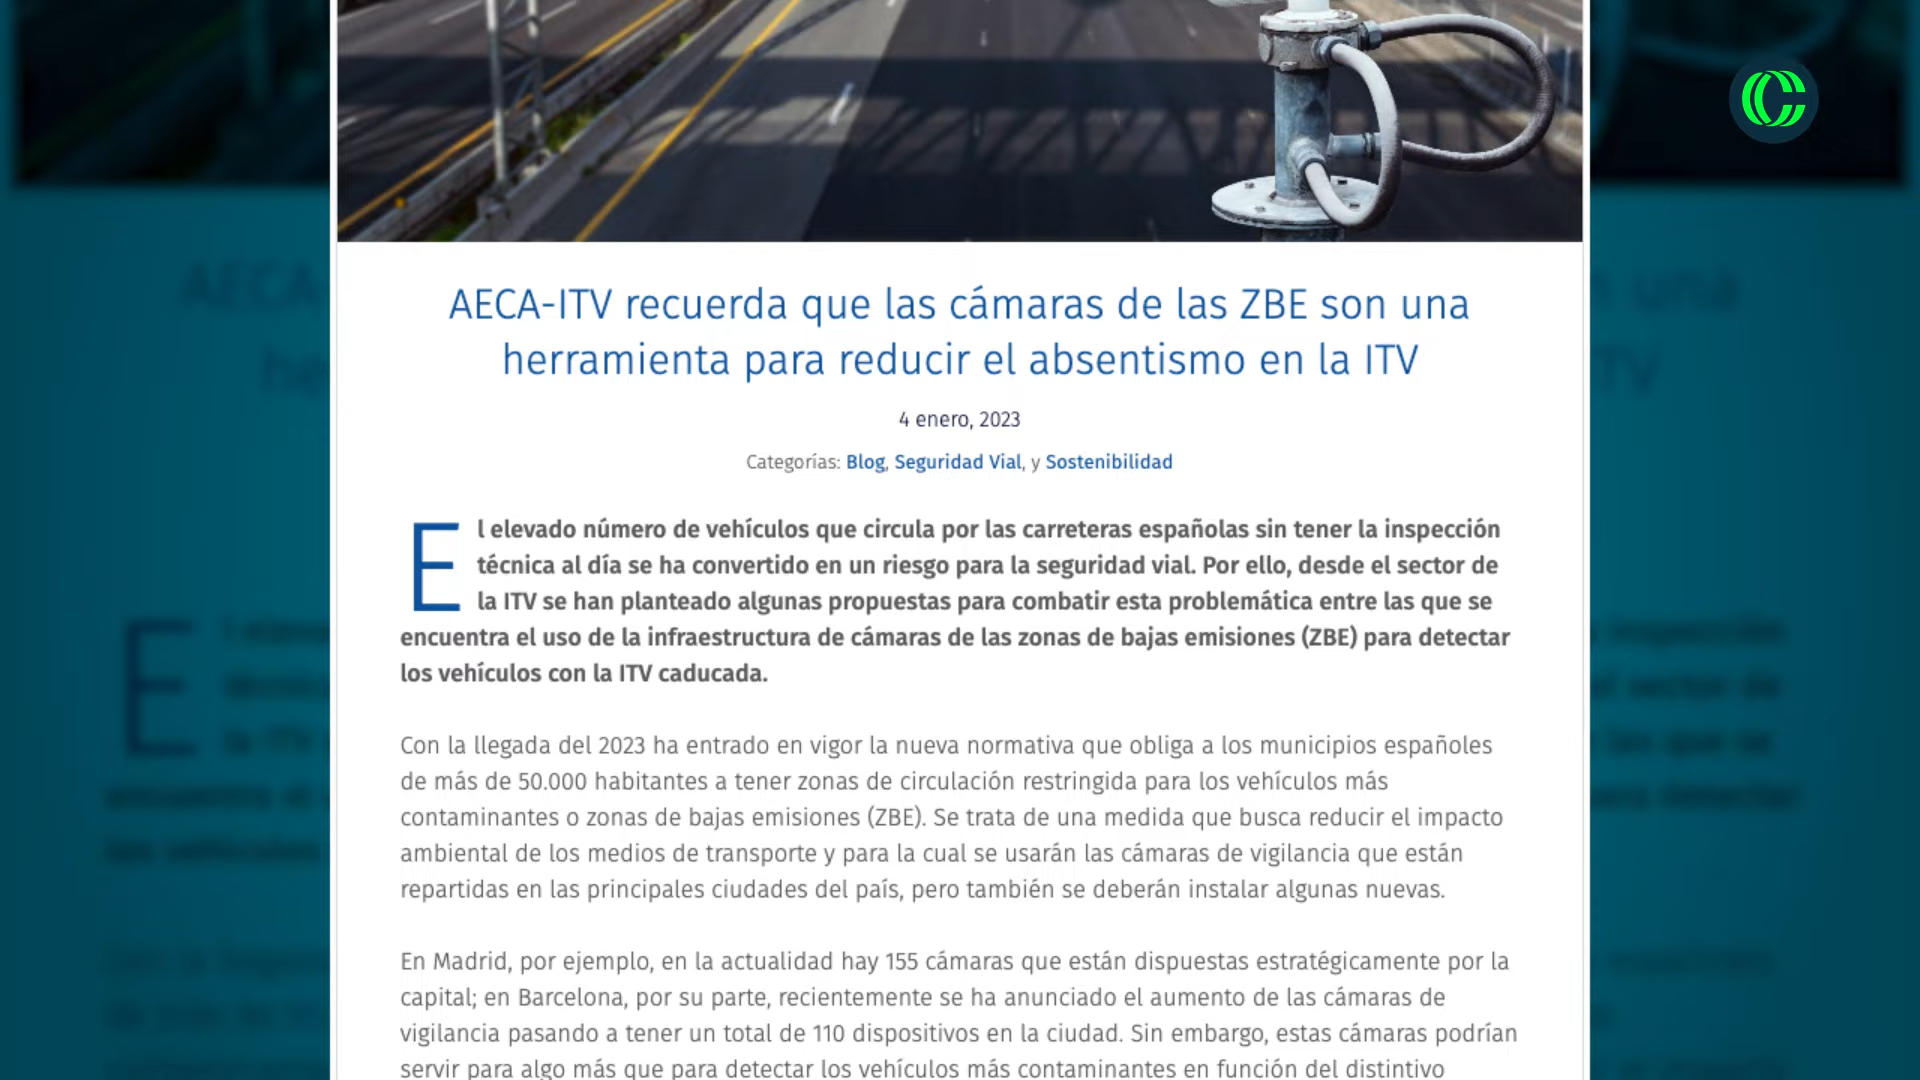 AECA-ITV recuerda que las cámaras de las ZBE son una
herramienta para reducir el absentismo en la ITV
4 enero, 2023
Categorías: Blog, Seguridad Vial, y Sostenibilidad
El elevado número de vehículos que circula por las carreteras españolas sin tener la inspección
técnica al día se ha convertido en un riesgo para la seguridad vial. Por ello, desde el sector de
la ITV se han planteado algunas propuestas para combatir esta problemática entre las que se
encuentra el uso de la infraestructura de cámaras de las zonas de bajas emisiones (ZBE) para detectar
los vehículos con la ITV caducada.
Con la llegada del 2023 ha entrado en vigor la nueva normativa que obliga a los municipios españoles
de más de 50.000 habitantes a tener zonas de circulación restringida para los vehículos más
contaminantes o zonas de bajas emisiones (ZBE). Se trata de una medida que busca reducir el impacto
ambiental de los medios de transporte y para la cual se usarán las cámaras de vigilancia que están
repartidas en las principales ciudades del país, pero también se deberán instalar algunas nuevas.
En Madrid, por ejemplo, en la actualidad hay 155 cámaras que están dispuestas estratégicamente por la
capital; en Barcelona, por su parte, recientemente se ha anunciado el aumento de las cámaras de
vigilancia pasando a tener un total de 110 dispositivos en la ciudad. Sin embargo, estas cámaras podrían
servir para algo más que para detectar los vehículos más contaminantes en función del distintivo